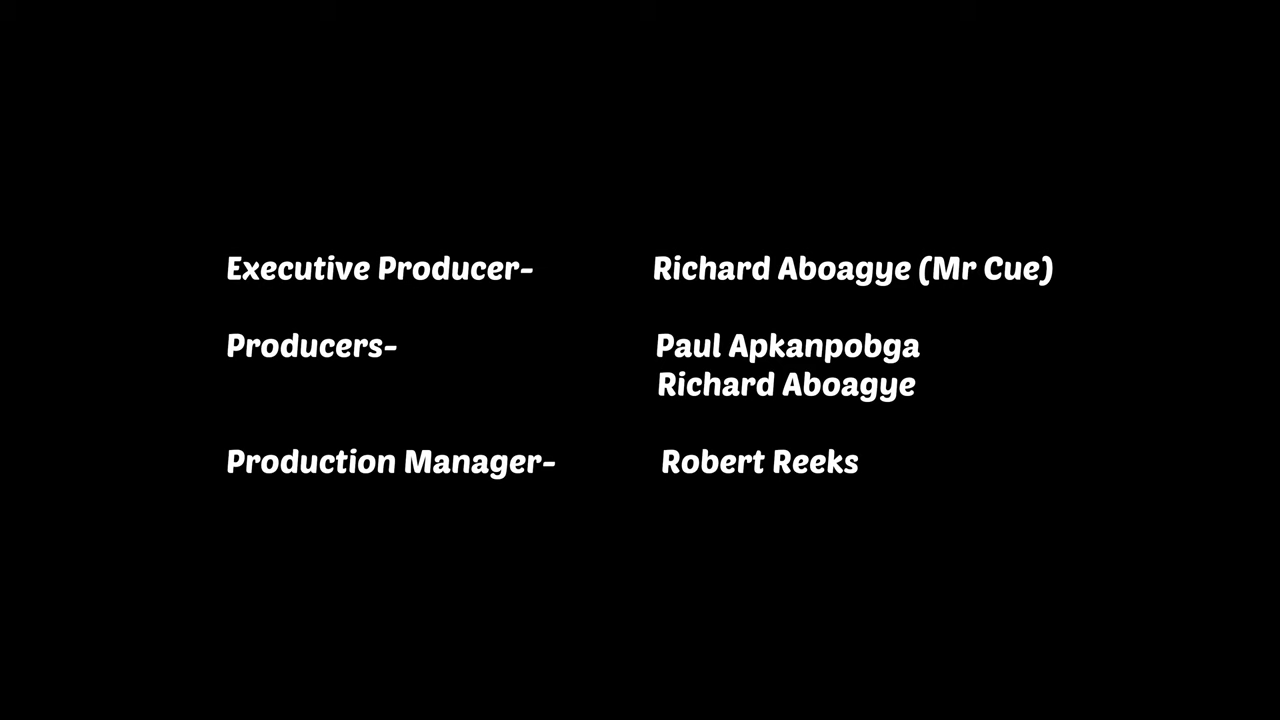 Executive Producer- Richard Aboagye (Mr Cue)
Producers- Paul Apkanpobga
Richard Aboagye
Production Manager- Robert Reeks